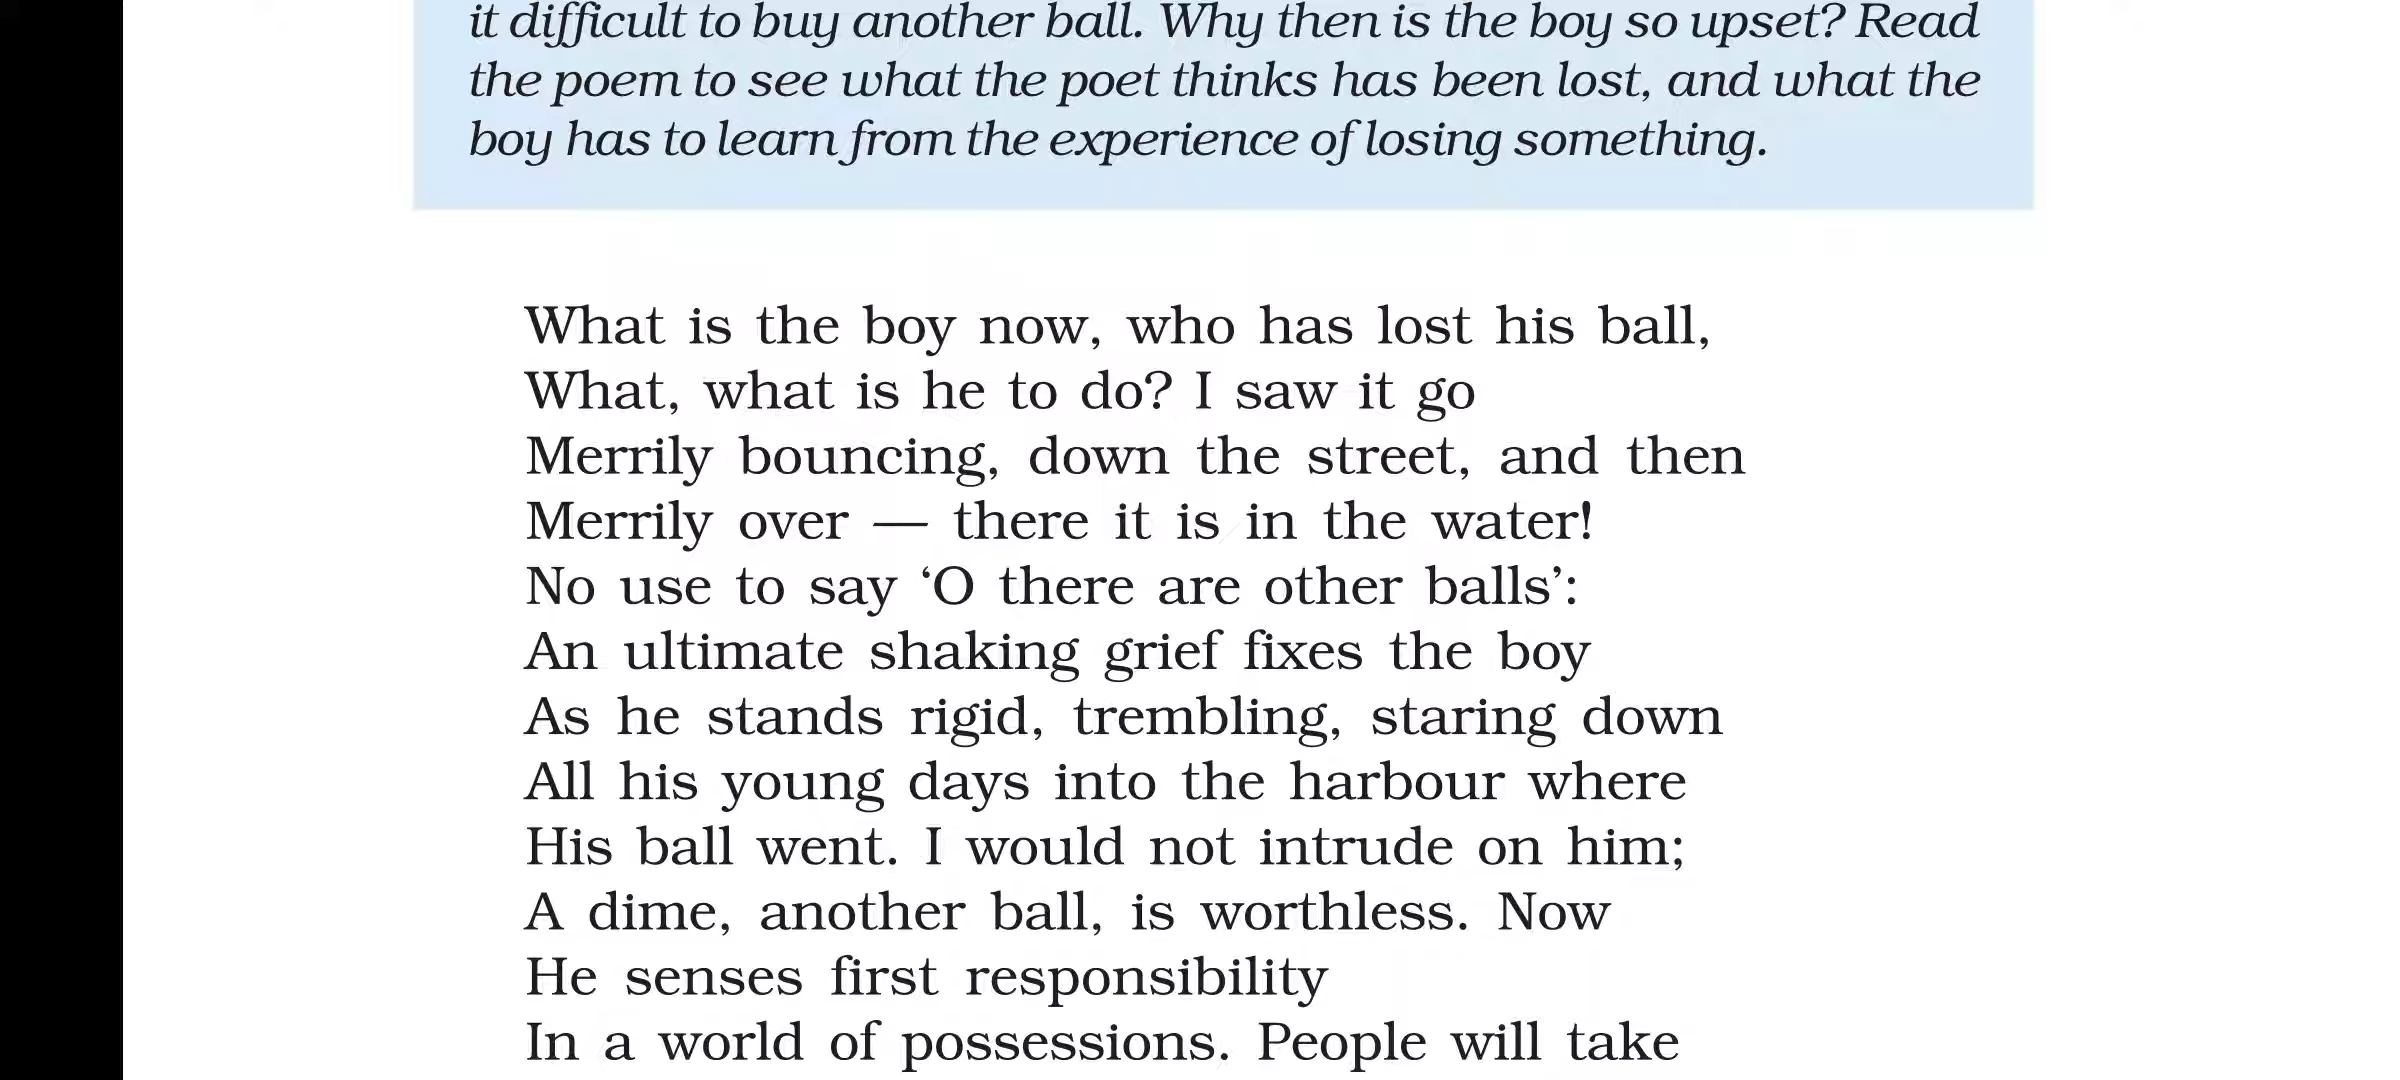 it difficult to buy another ball. Why then is the boy so upset? Read
the poem to see what the poet thinks has been lost, and what the
boy has to learn from the experience of losing something.
What is the boy now, who has lost his ball,
What, what is he to do? I saw it go
Merrily bouncing, down the street, and then
Merrily over — there it is in the water!
No use to say ‘O there are other balls’:
An ultimate shaking grief fixes the boy
As he stands rigid, trembling, staring down
All his young days into the harbour where
His ball went. I would not intrude on him;
A dime, another ball, is worthless. Now
He senses first responsibility
In a world of possessions. People will take